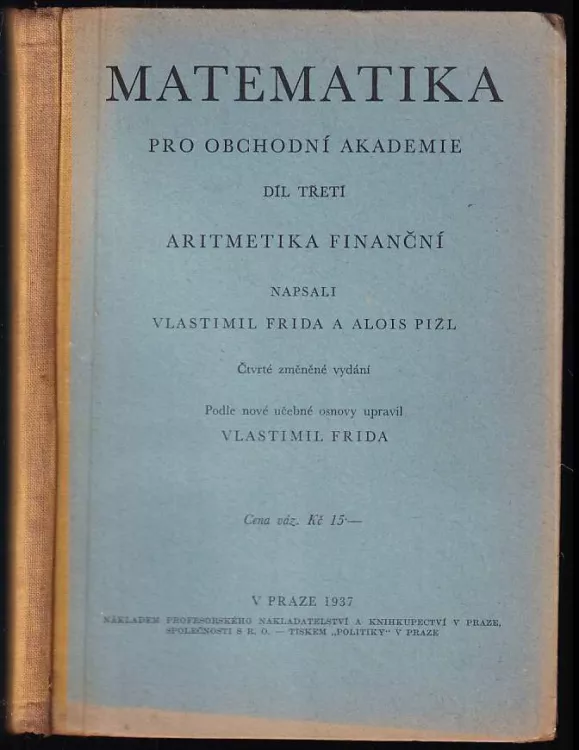 MATEMATIKA
PRO OBCHODNÍ AKADEMIE
DÍL TŘETÍ
ARITMETIKA FINANČNÍ
NAPSALI
VLASTIMIL FRIDA A ALOIS PIŽL
Čtvrté změněné vydání
Podle nové učebné osnovy upravil
VLASTIMIL FRIDA
Cena váz. Kč 15·—
V PRAZE 1937
NÁKLADEM PROFESORSKÉHO NAKLADATELSTVÍ A KNIHKUPECTVÍ V PRAZE,
SPOLEČNOSTI S R. O. — TISKEM „POLITIKY“ V PRAZE